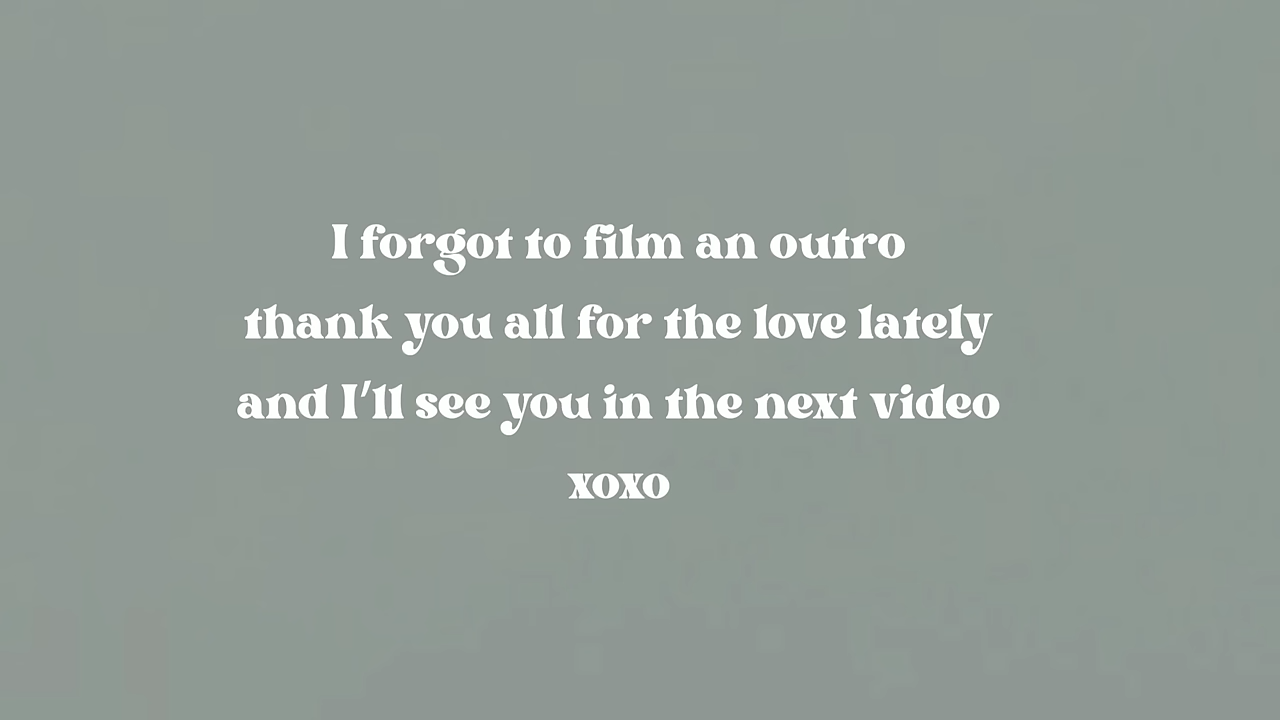 I forgot to film an outro
thank you all for the love lately
and I'll see you in the next video
xoxo